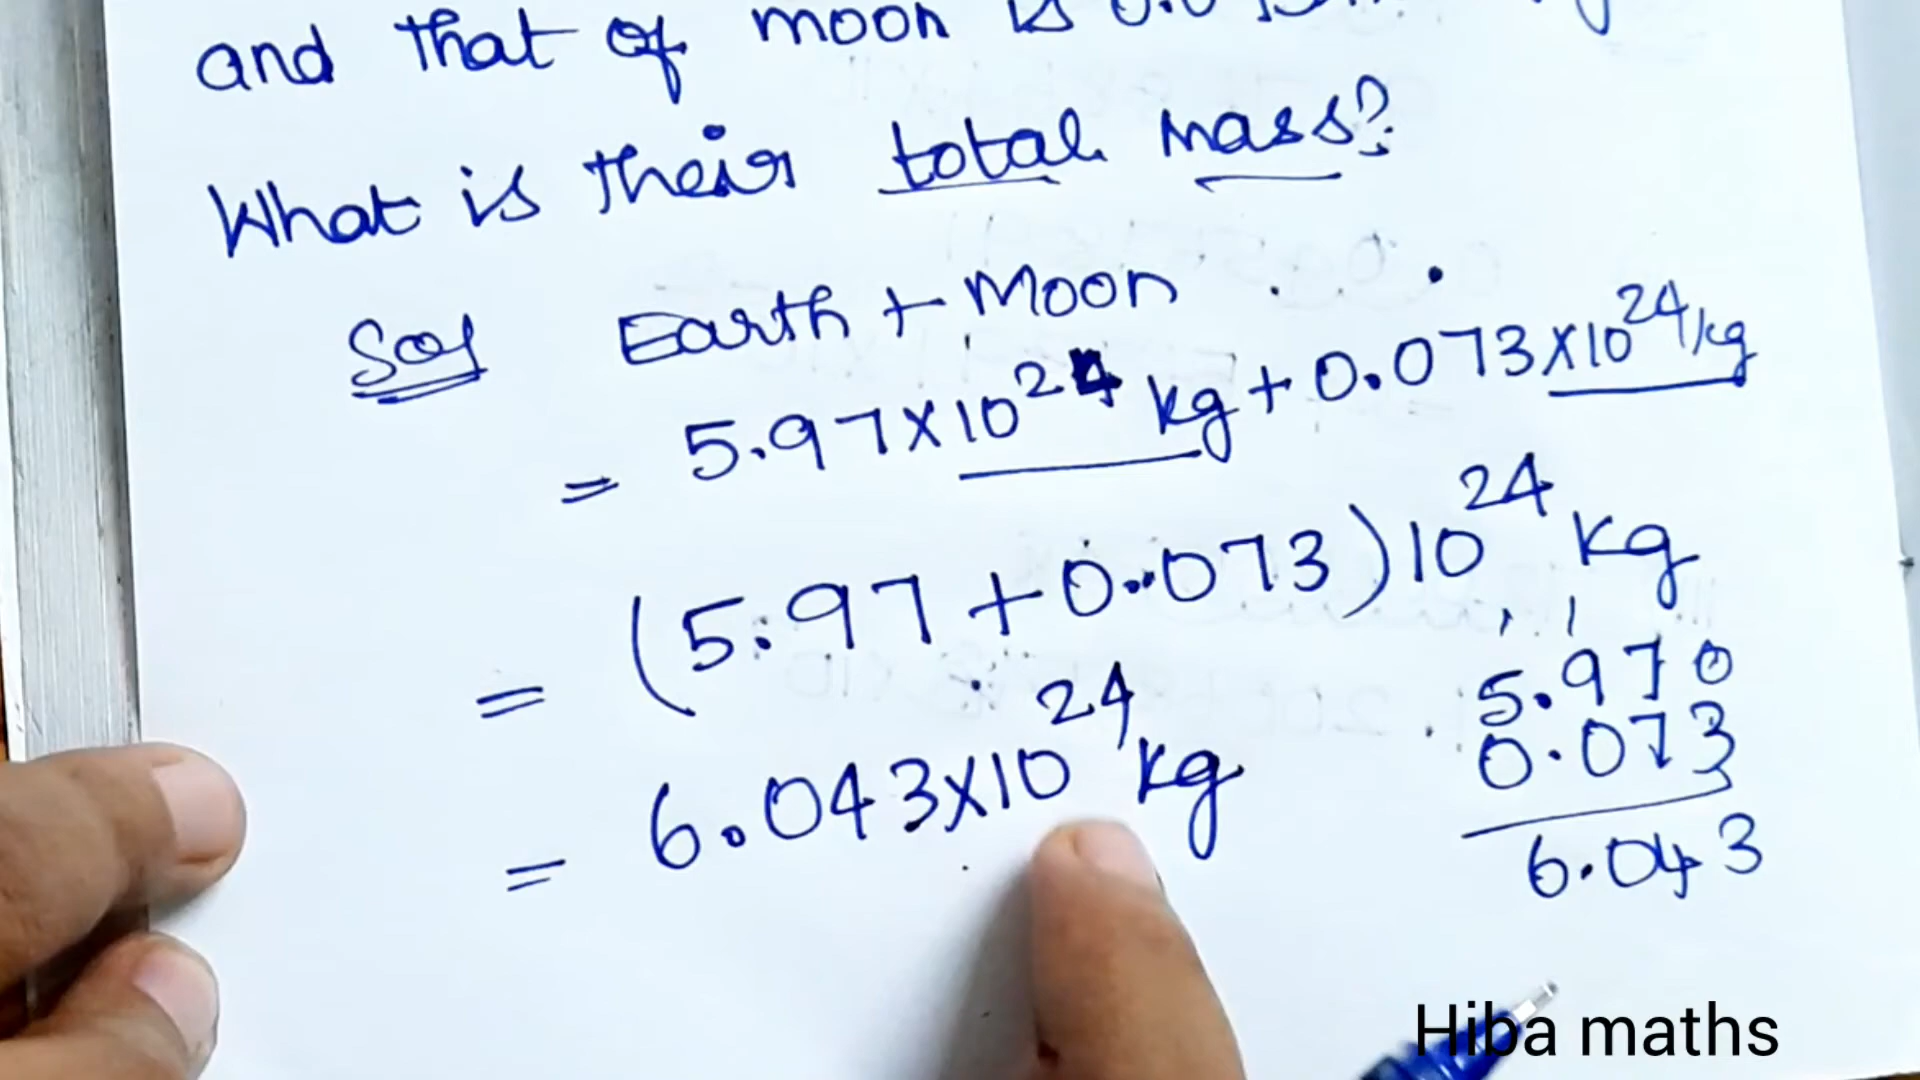 and that of moon is
What is their total mass?
Sol Earth + Moon
= 5.97×10²⁴ kg + 0.073×10²⁴ kg
= (5.97 + 0.073) 10²⁴ kg
= 6.043×10²⁴ kg
5.970
0.073
6.043
Hiba maths